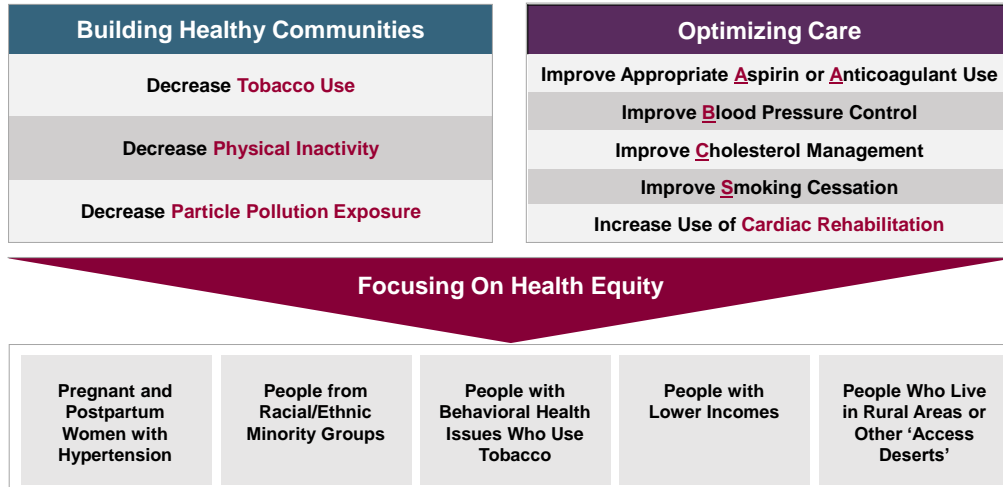 Building Healthy Communities
Decrease Tobacco Use
Decrease Physical Inactivity
Decrease Particle Pollution Exposure
Optimizing Care
Improve Appropriate Aspirin or Anticoagulant Use
Improve Blood Pressure Control
Improve Cholesterol Management
Improve Smoking Cessation
Increase Use of Cardiac Rehabilitation
Focusing On Health Equity
Pregnant and
Postpartum
Women with
Hypertension
People from
Racial/Ethnic
Minority Groups
People with
Behavioral Health
Issues Who Use
Tobacco
People with
Lower Incomes
People Who Live
in Rural Areas or
Other ‘Access
Deserts’